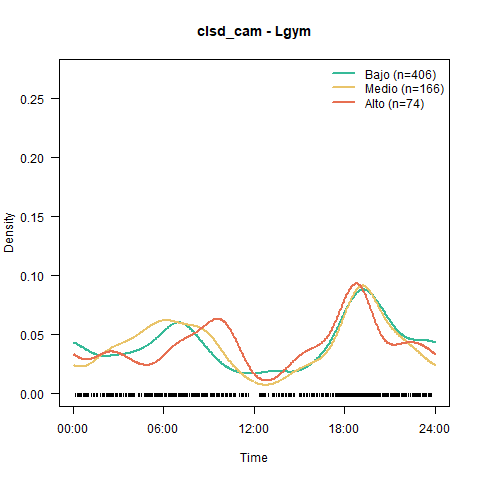 clsd_cam - Lgym
Bajo (n=406)
Medio (n=166)
Alto (n=74)
0.25
0.20
0.15
0.10
0.05
0.00
Density
00:00 06:00 12:00 18:00 24:00
Time